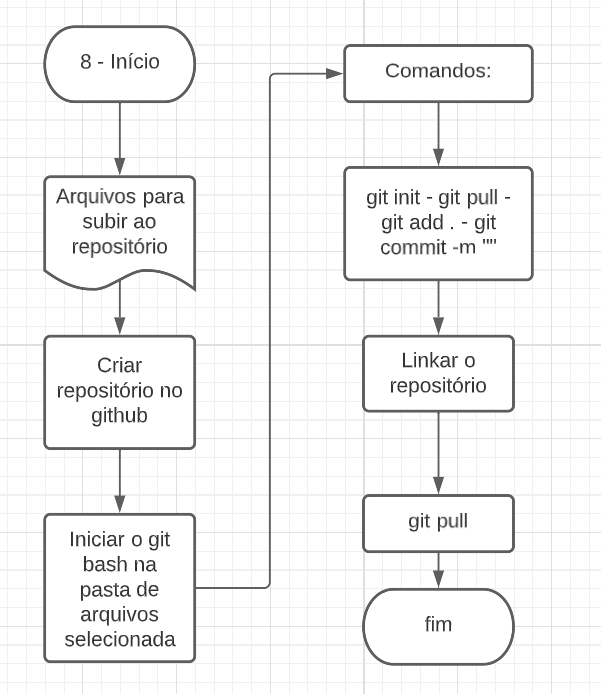 8 - Início
Arquivos para
subir ao
repositório
Criar
repositório no
github
Iniciar o git
bash na
pasta de
arquivos
selecionada
Comandos:
git init - git pull -
git add . - git
commit -m ""
Linkar o
repositório
git pull
fim